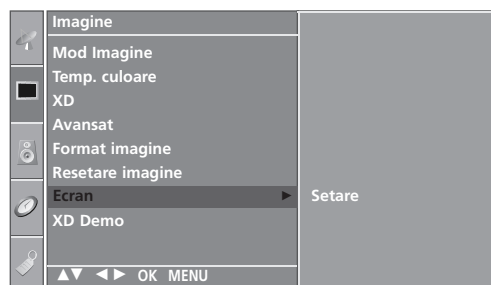 Imagine
Mod Imagine
Temp. culoare
XD
Avansat
Format imagine
Resetare imagine
Ecran ► Setare
XD Demo
▲▼ ◄► OK MENU